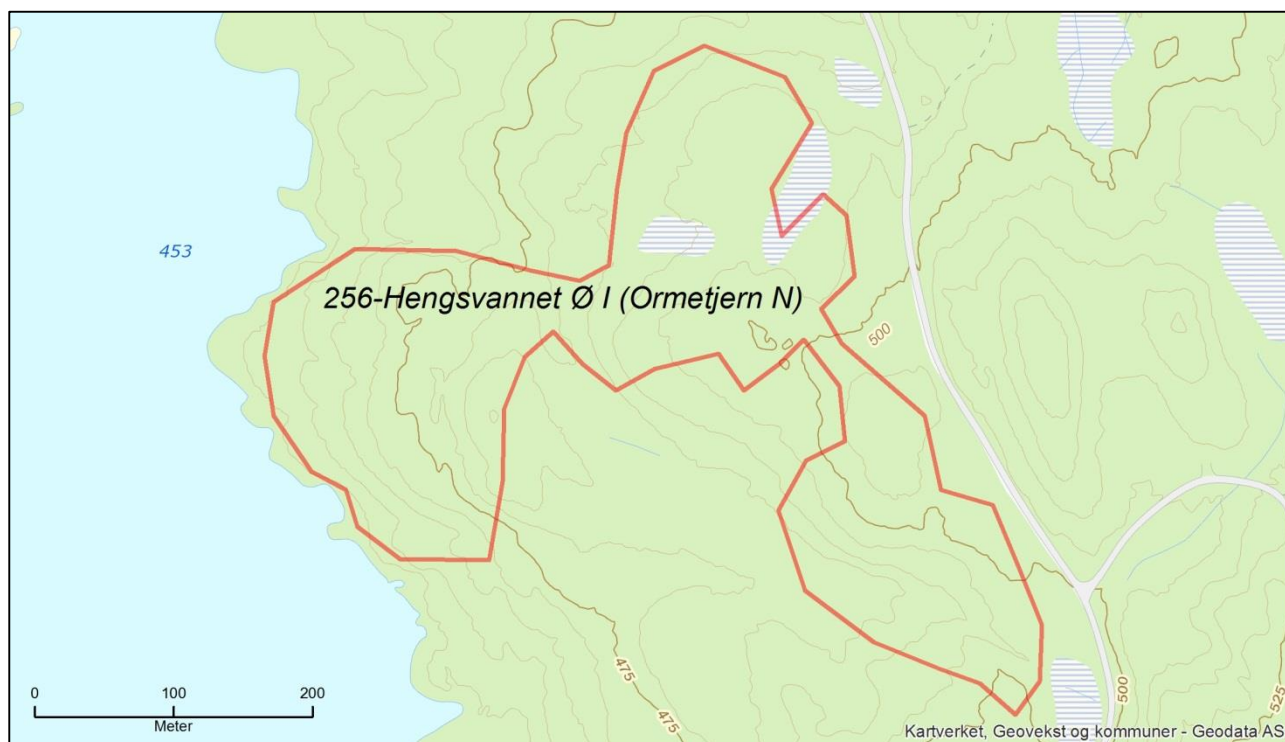 453
256-Hengsvannet Ø I (Ormetjern N)
500
475
475
500
525
0 100 200
Meter
Kartverket, Geovekst og kommuner - Geodata AS